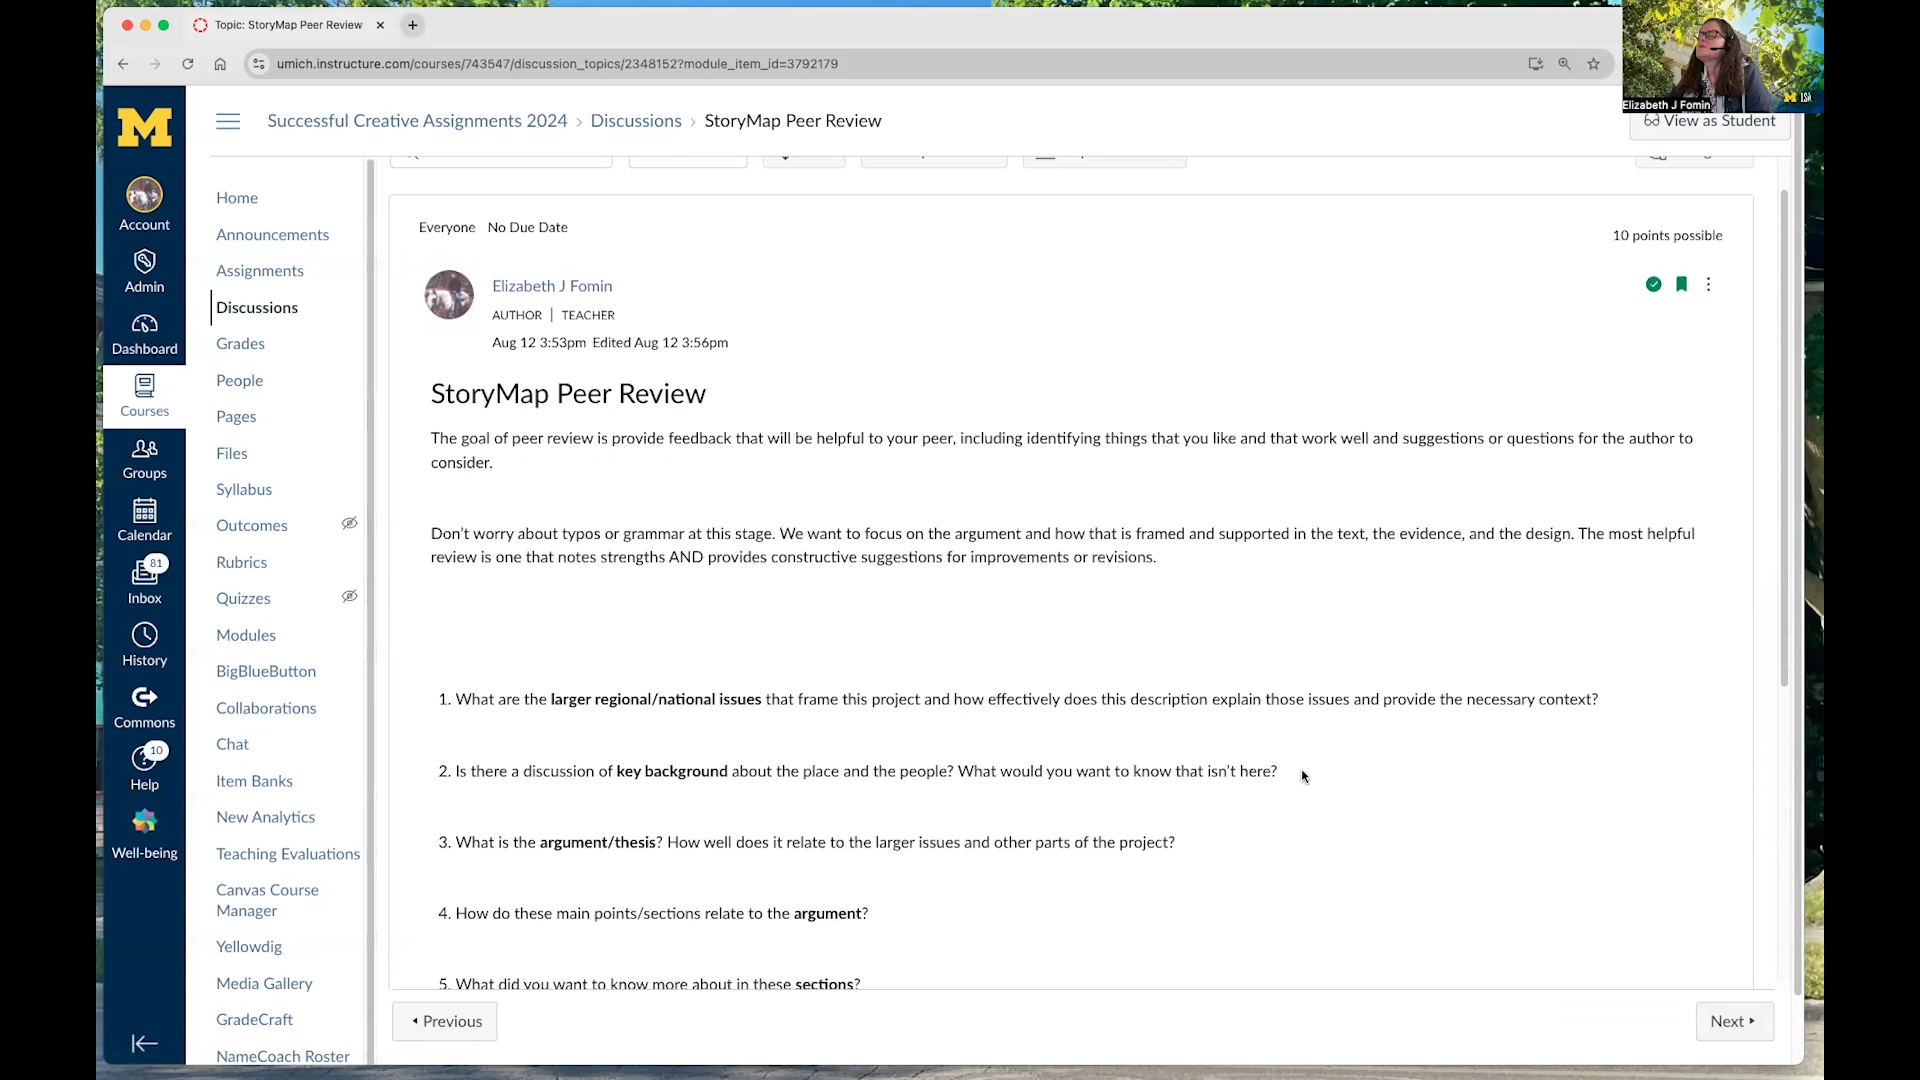 Topic: StoryMap Peer Review
umich.instructure.com/courses/743547/discussion_topics/2348152?module_item_id=3792179
Elizabeth J Fomin
M LSA
M
Successful Creative Assignments 2024 › Discussions › StoryMap Peer Review
View as Student
Account
Admin
Dashboard
Courses
Groups
Calendar
81
Inbox
History
Commons
10
Help
Well-being
Home
Announcements
Assignments
Discussions
Grades
People
Pages
Files
Syllabus
Outcomes
Rubrics
Quizzes
Modules
BigBlueButton
Collaborations
Chat
Item Banks
New Analytics
Teaching Evaluations
Canvas Course
Manager
Yellowdig
Media Gallery
GradeCraft
NameCoach Roster
Everyone No Due Date
10 points possible
Elizabeth J Fomin
AUTHOR | TEACHER
Aug 12 3:53pm Edited Aug 12 3:56pm
StoryMap Peer Review
The goal of peer review is provide feedback that will be helpful to your peer, including identifying things that you like and that work well and suggestions or questions for the author to
consider.
Don't worry about typos or grammar at this stage. We want to focus on the argument and how that is framed and supported in the text, the evidence, and the design. The most helpful
review is one that notes strengths AND provides constructive suggestions for improvements or revisions.
1. What are the larger regional/national issues that frame this project and how effectively does this description explain those issues and provide the necessary context?
2. Is there a discussion of key background about the place and the people? What would you want to know that isn't here?
3. What is the argument/thesis? How well does it relate to the larger issues and other parts of the project?
4. How do these main points/sections relate to the argument?
5. What did you want to know more about in these sections?
Previous
Next